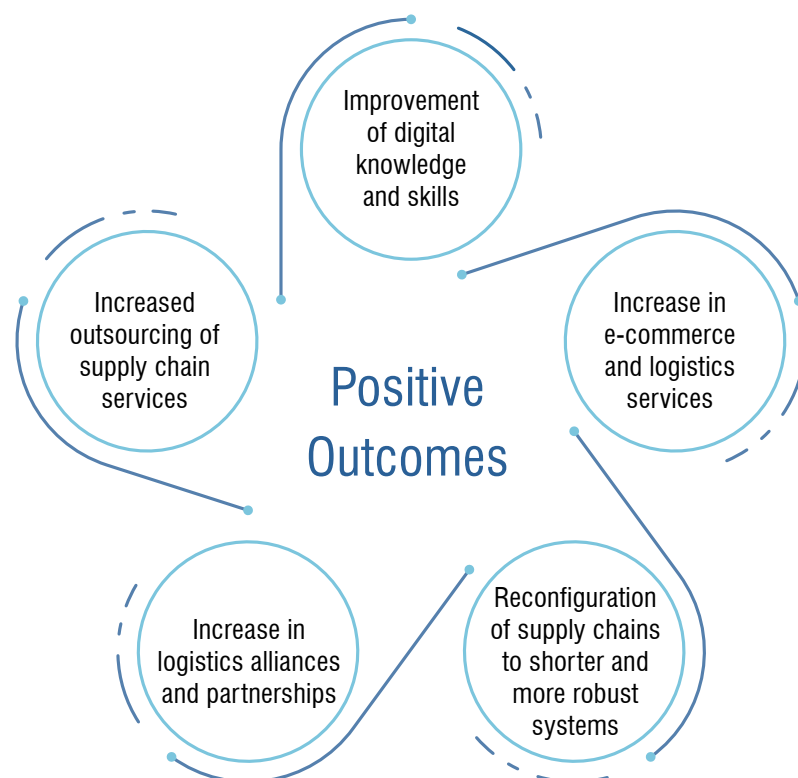 Improvement
of digital
knowledge
and skills
Increased
outsourcing of
supply chain
services
Increase in
e-commerce
and logistics
services
Positive
Outcomes
Increase in
logistics alliances
and partnerships
Reconfiguration
of supply chains
to shorter and
more robust
systems